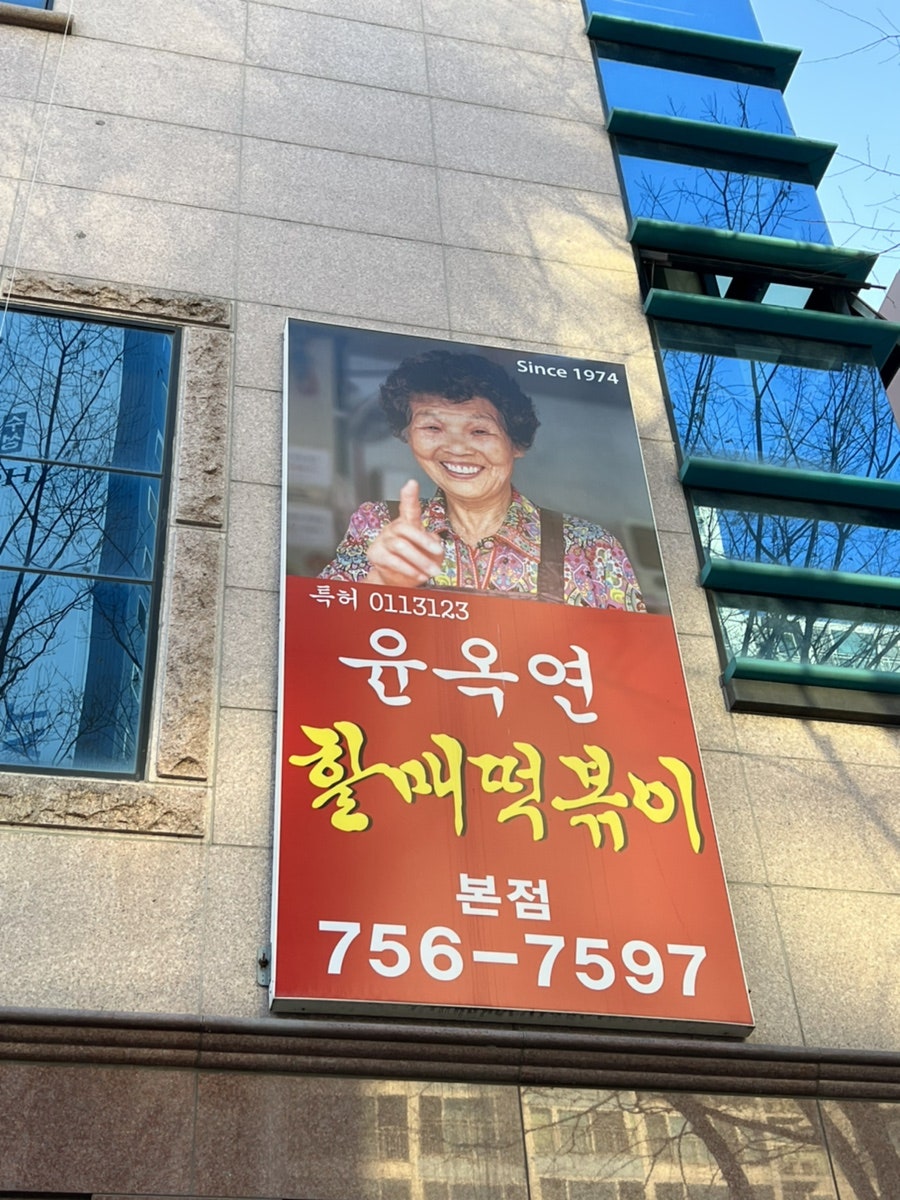 Since 1974
특허 0113123
윤옥연
할매떡볶이
본점
756-7597